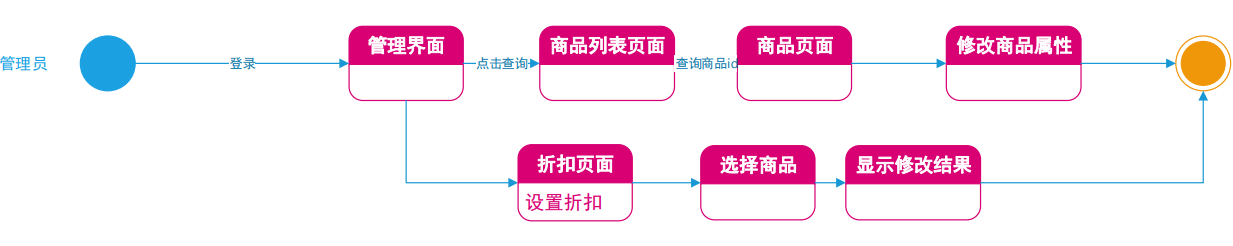 管理员
登录
管理界面
点击查询
商品列表页面
查询商品id
商品页面
修改商品属性
折扣页面
设置折扣
选择商品
显示修改结果